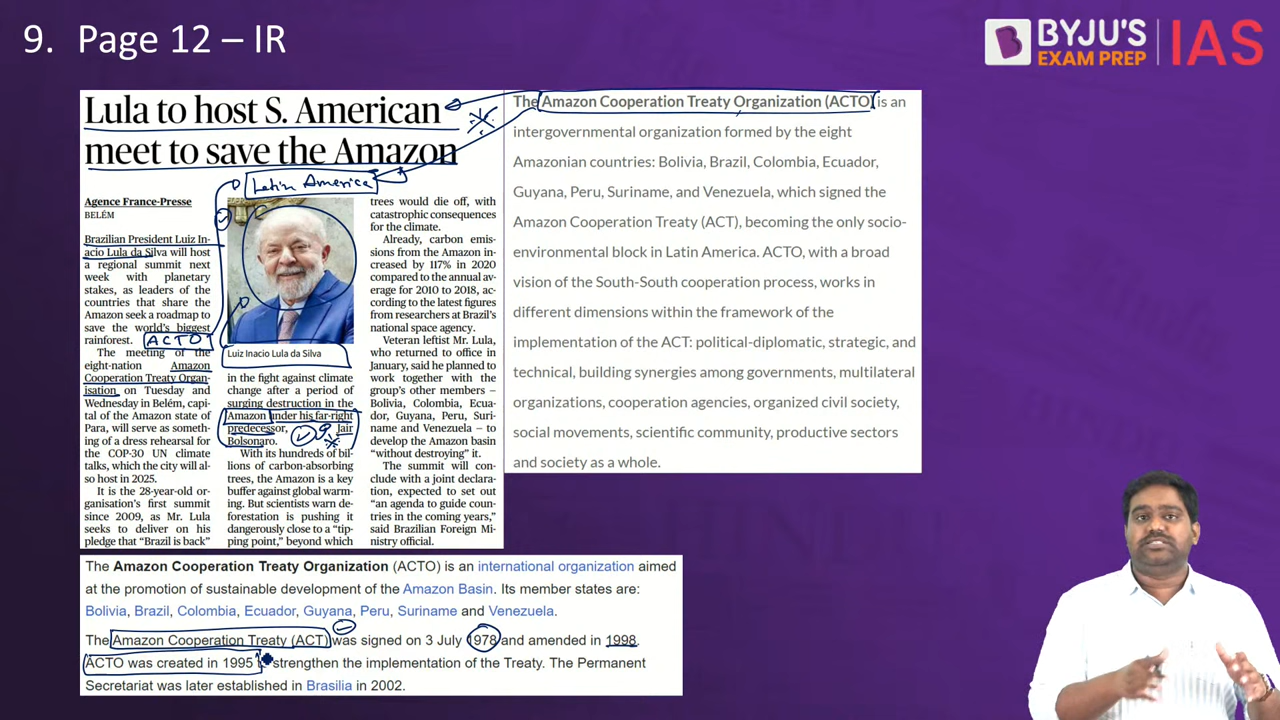 9. Page 12 – IR
BYJU'S
EXAM PREP
IAS
Lula to host S. American
meet to save the Amazon
Latin America
Agence France-Presse
BELÉM
Brazilian President Luiz In-
acio Lula da Silva will host
a regional summit next
week with planetary
stakes, as leaders of the
countries that share the
Amazon seek a roadmap to
save the world's biggest
rainforest.
ACTO
The meeting of the
eight-nation Amazon
Cooperation Treaty Organ-
isation on Tuesday and
Wednesday in Belém, capi-
tal of the Amazon state of
Para, will serve as someth-
ing of a dress rehearsal for
the COP-30 UN climate
talks, which the city will al-
so host in 2025.
It is the 28-year-old or-
ganisation's first summit
since 2009, as Mr. Lula
seeks to deliver on his
pledge that "Brazil is back"
Luiz Inacio Lula da Silva
in the fight against climate
change after a period of
surging destruction in the
Amazon under his far-right
predecessor, Jair
Bolsonaro.
With its hundreds of bil-
lions of carbon-absorbing
trees, the Amazon is a key
buffer against global warm-
ing. But scientists warn de-
forestation is pushing it
dangerously close to a "tip-
ping point," beyond which
trees would die off, with
catastrophic consequences
for the climate.
Already, carbon emis-
sions from the Amazon in-
creased by 117% in 2020
compared to the annual av-
erage for 2010 to 2018, ac-
cording to the latest figures
from researchers at Brazil's
national space agency.
Veteran leftist Mr. Lula,
who returned to office in
January, said he planned to
work together with the
group's other members –
Bolivia, Colombia, Ecua-
dor, Guyana, Peru, Suri-
name and Venezuela – to
develop the Amazon basin
"without destroying" it.
The summit will con-
clude with a joint declara-
tion, expected to set out
"an agenda to guide coun-
tries in the coming years,"
said Brazilian Foreign Mi-
nistry official.
The Amazon Cooperation Treaty Organization (ACTO) is an
intergovernmental organization formed by the eight
Amazonian countries: Bolivia, Brazil, Colombia, Ecuador,
Guyana, Peru, Suriname, and Venezuela, which signed the
Amazon Cooperation Treaty (ACT), becoming the only socio-
environmental block in Latin America. ACTO, with a broad
vision of the South-South cooperation process, works in
different dimensions within the framework of the
implementation of the ACT: political-diplomatic, strategic, and
technical, building synergies among governments, multilateral
organizations, cooperation agencies, organized civil society,
social movements, scientific community, productive sectors
and society as a whole.
The Amazon Cooperation Treaty Organization (ACTO) is an international organization aimed
at the promotion of sustainable development of the Amazon Basin. Its member states are:
Bolivia, Brazil, Colombia, Ecuador, Guyana, Peru, Suriname and Venezuela.
The Amazon Cooperation Treaty (ACT) was signed on 3 July 1978 and amended in 1998.
ACTO was created in 1995 strengthen the implementation of the Treaty. The Permanent
Secretariat was later established in Brasilia in 2002.